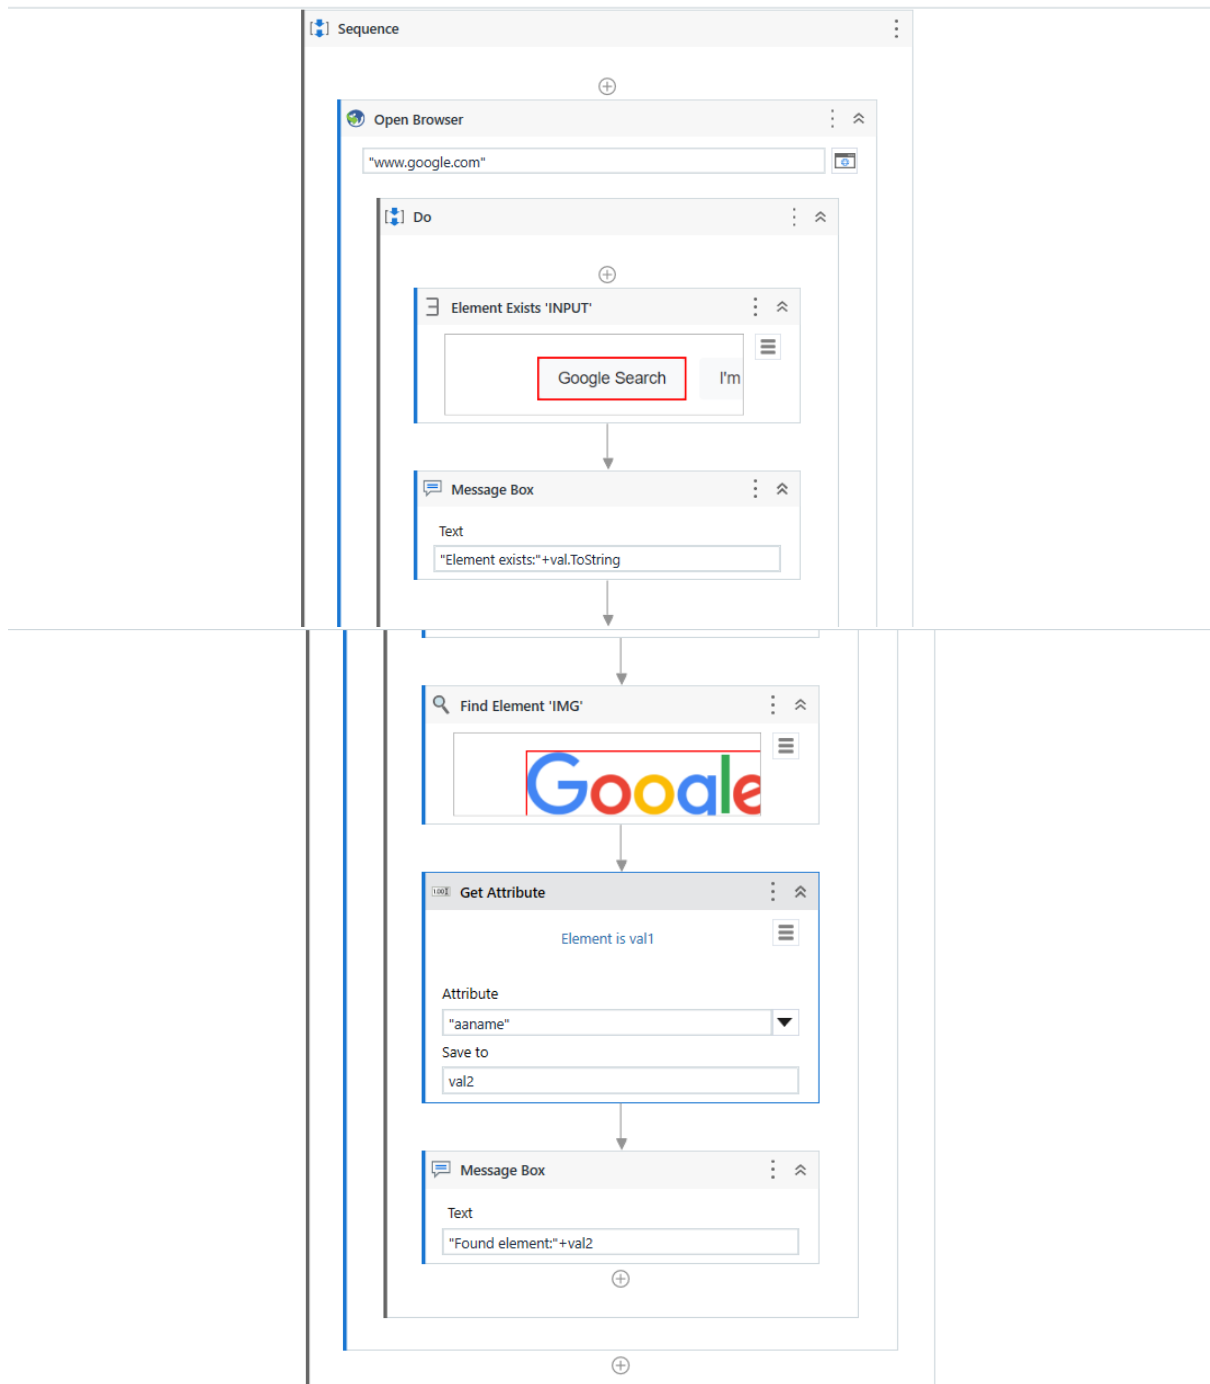 Sequence
Open Browser
"www.google.com"
Do
Element Exists 'INPUT'
Google Search I'm
Message Box
Text
"Element exists:"+val.ToString
Find Element 'IMG'
Google
Get Attribute
Element is val1
Attribute
"aaname"
Save to
val2
Message Box
Text
"Found element:"+val2